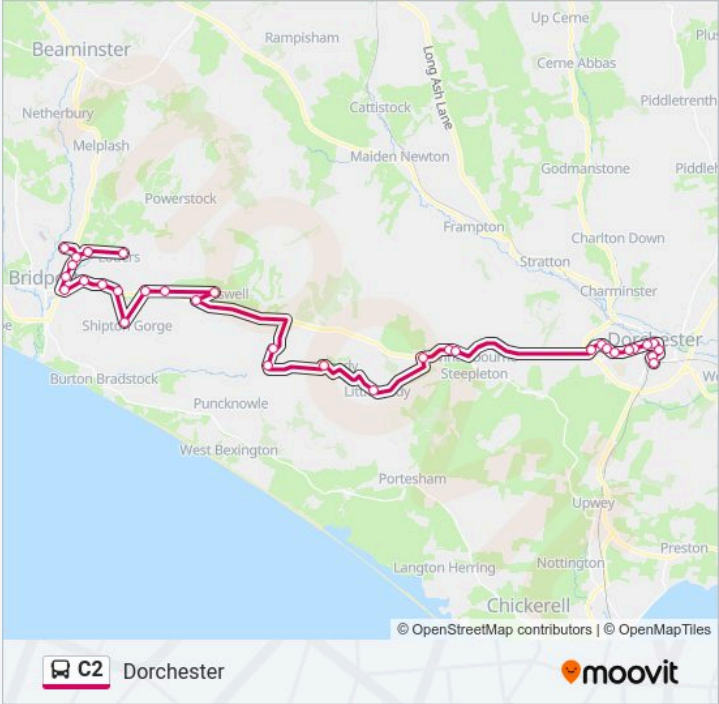 Up Cerne
Rampisham
Beaminster
Long Ash Lane
Cerne Abbas
Netherbury
Cattistock
Piddletrenth
Melplash
Maiden Newton
Godmanstone
Powerstock
Frampton
Charlton Down
Stratton
Charminster
Shipton Gorge
Dorchester
Steepleton
Burton Bradstock
Puncknowle
West Bexington
Portesham
Upwey
Preston
Langton Herring
Nottington
Chickerell
© OpenStreetMap contributors | © OpenMapTiles
C2 Dorchester
moovit